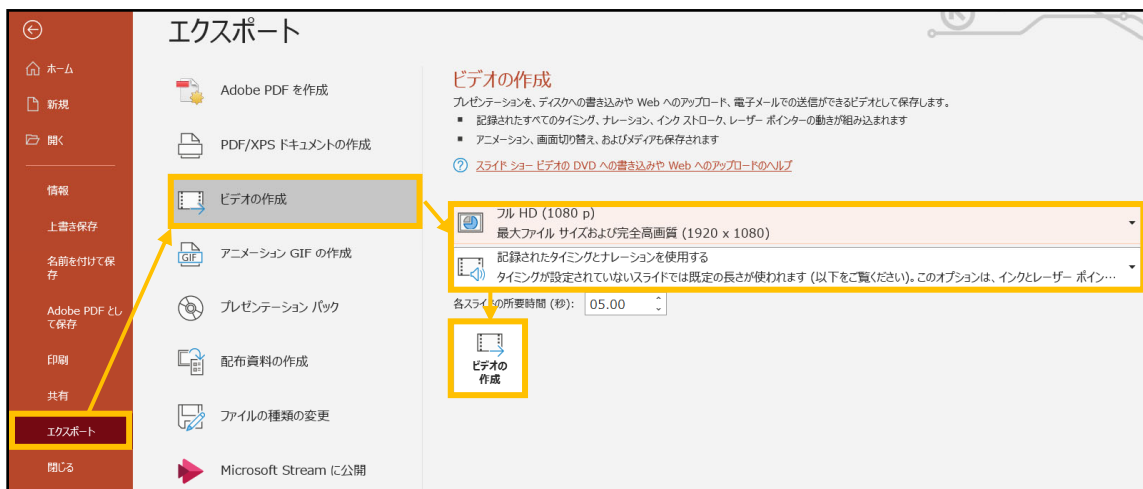 エクスポート
ホーム
新規
開く
情報
上書き保存
名前を付けて保
存
Adobe PDF とし
て保存
印刷
共有
エクスポート
閉じる
Adobe PDF を作成
PDF/XPS ドキュメントの作成
ビデオの作成
GIF
アニメーション GIF の作成
プレゼンテーション パック
配布資料の作成
ファイルの種類の変更
Microsoft Stream に公開
ビデオの作成
プレゼンテーションを、ディスクへの書き込みや Web へのアップロード、電子メールでの送信ができるビデオとして保存します。
▪ 記録されたすべてのタイミング、ナレーション、インク ストローク、レーザー ポインターの動きが組み込まれます
▪ アニメーション、画面切り替え、およびメディアも保存されます
? スライド ショー ビデオの DVD への書き込みや Web へのアップロードのヘルプ
フル HD (1080 p)
最大ファイル サイズおよび完全高画質 (1920 x 1080)
記録されたタイミングとナレーションを使用する
タイミングが設定されていないスライドでは既定の長さが使われます (以下をご覧ください)。このオプションは、インクとレーザー ポイン…
各スライドの所要時間 (秒): 05.00
ビデオの
作成